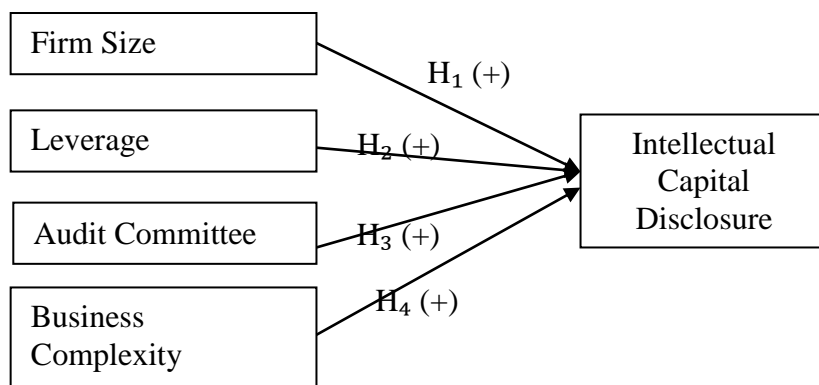 Firm Size
H₁ (+)
Leverage
H₂ (+)
Intellectual
Capital
Disclosure
Audit Committee
H₃ (+)
Business
Complexity
H₄ (+)